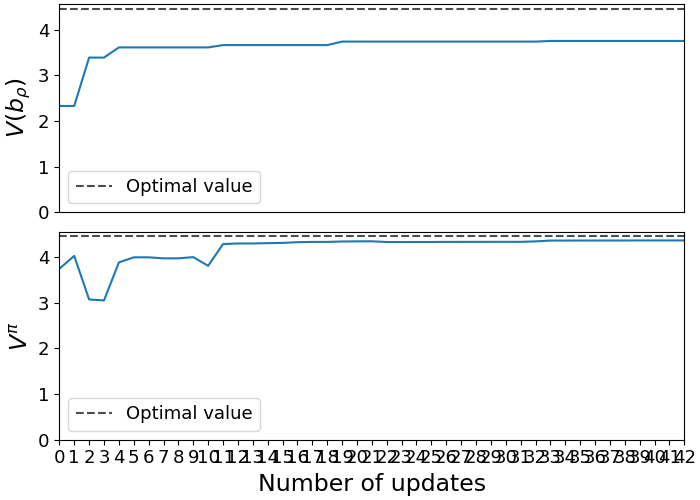 4
3
2
1
0
V(b_ρ)
Optimal value
4
3
2
1
0
V^π
Optimal value
0 1 2 3 4 5 6 7 8 9 10 11 12 13 14 15 16 17 18 19 20 21 22 23 24 25 26 27 28 29 30 31 32 33 34 35 36 37 38 39 40 41 42
Number of updates